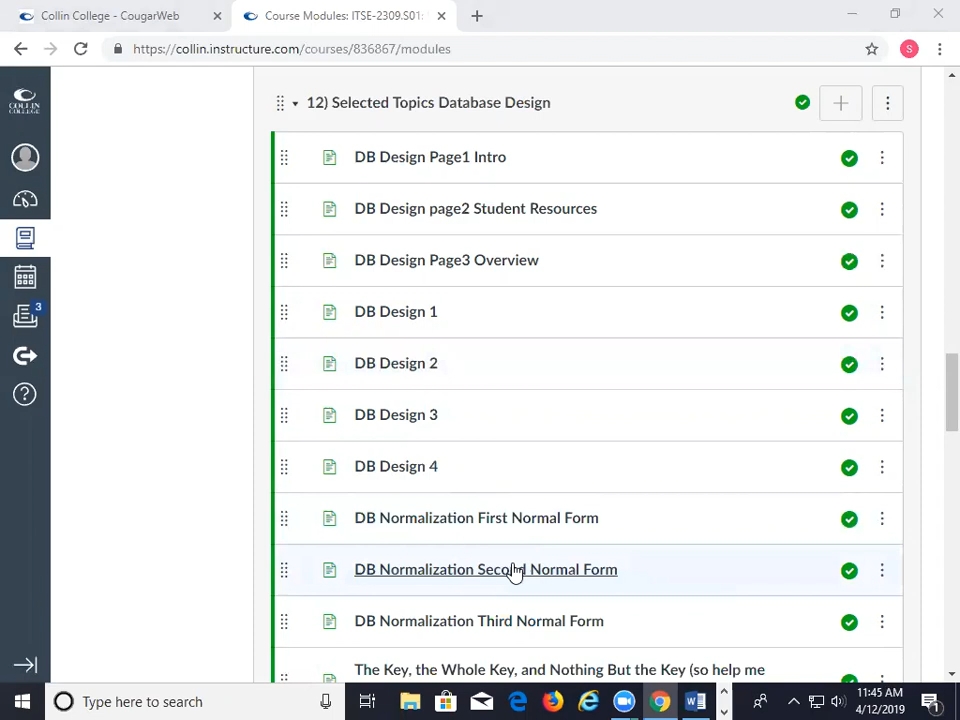 Collin College - CougarWeb
Course Modules: ITSE-2309.S01:
https://collin.instructure.com/courses/836867/modules
S
COLLIN
COLLEGE
3
12) Selected Topics Database Design
DB Design Page1 Intro
DB Design page2 Student Resources
DB Design Page3 Overview
DB Design 1
DB Design 2
DB Design 3
DB Design 4
DB Normalization First Normal Form
DB Normalization Second Normal Form
DB Normalization Third Normal Form
The Key, the Whole Key, and Nothing But the Key (so help me
Type here to search
11:45 AM
4/12/2019
1